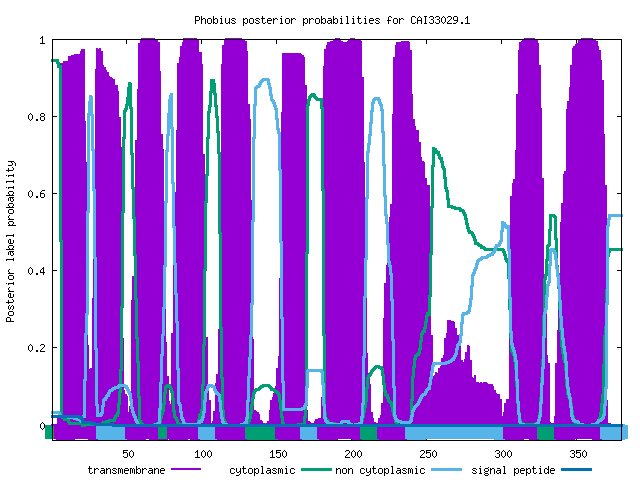 Phobius posterior probabilities for CAI33029.1
1
0.8
0.6
0.4
0.2
0
Posterior label probability
50 100 150 200 250 300 350
transmembrane cytoplasmic non cytoplasmic signal peptide